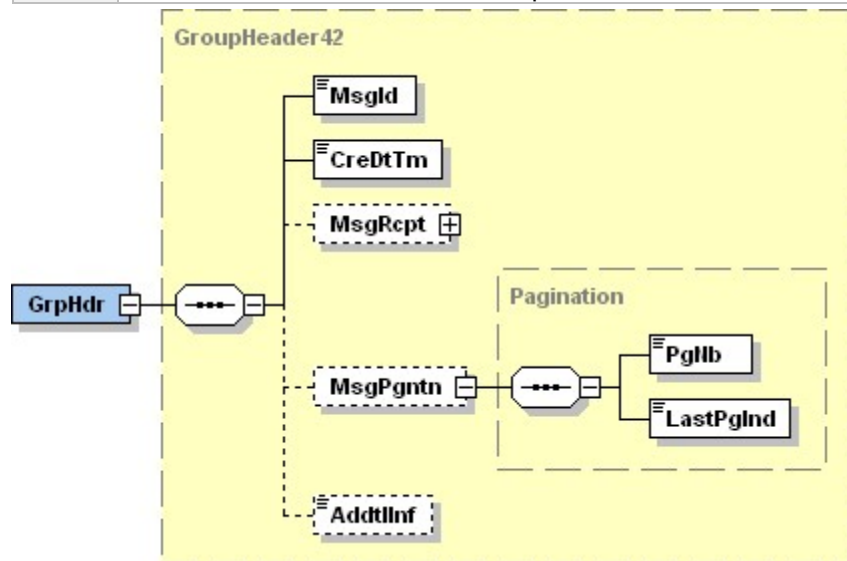 GroupHeader42
MsgId
CreDtTm
MsgRcpt
GrpHdr
Pagination
PgNb
MsgPgntn
LastPgInd
AddtlInf